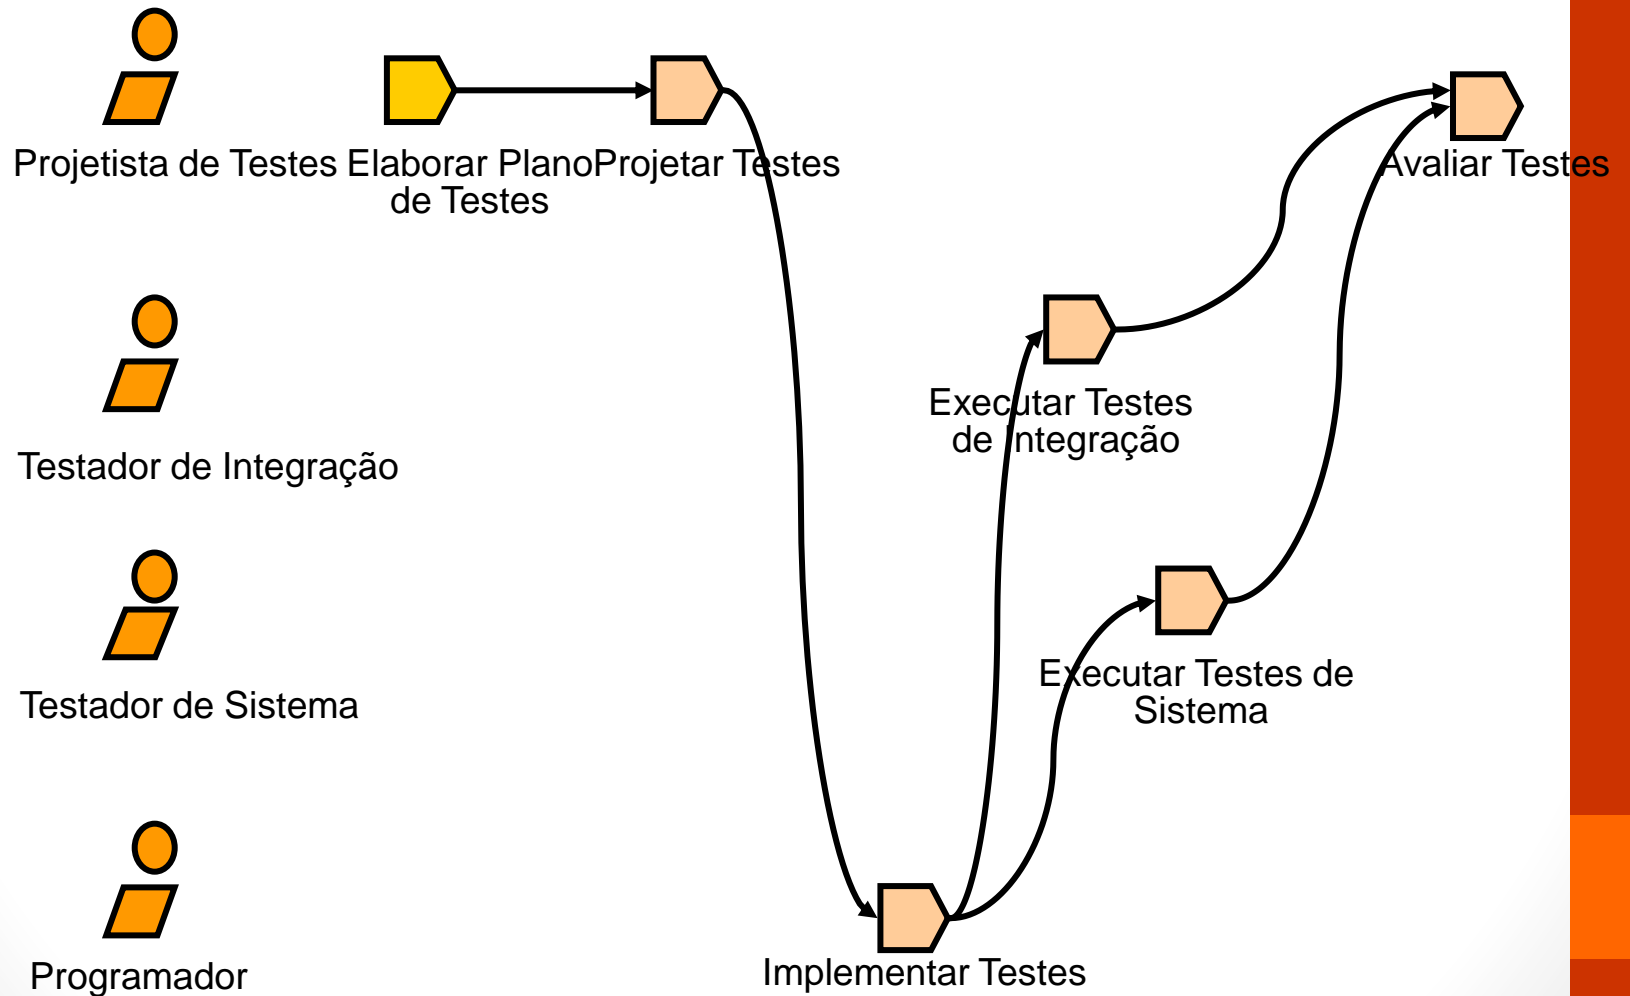 Projetista de Testes
Elaborar Plano
de Testes
Projetar Testes
Avaliar Testes
Testador de Integração
Executar Testes
de Integração
Testador de Sistema
Executar Testes de
Sistema
Programador
Implementar Testes